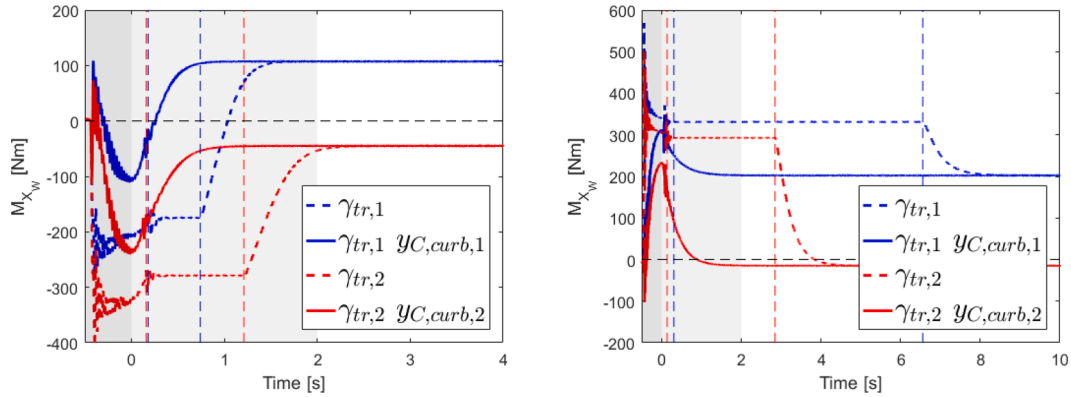 200
100
0
-100
-200
-300
-400
M_{X_W} [Nm]
γ_{tr,1}
γ_{tr,1} y_{C,curb,1}
γ_{tr,2}
γ_{tr,2} y_{C,curb,2}
0 1 2 3 4
Time [s]
600
500
400
300
200
100
0
-100
-200
M_{X_W} [Nm]
γ_{tr,1}
γ_{tr,1} y_{C,curb,1}
γ_{tr,2}
γ_{tr,2} y_{C,curb,2}
0 2 4 6 8 10
Time [s]